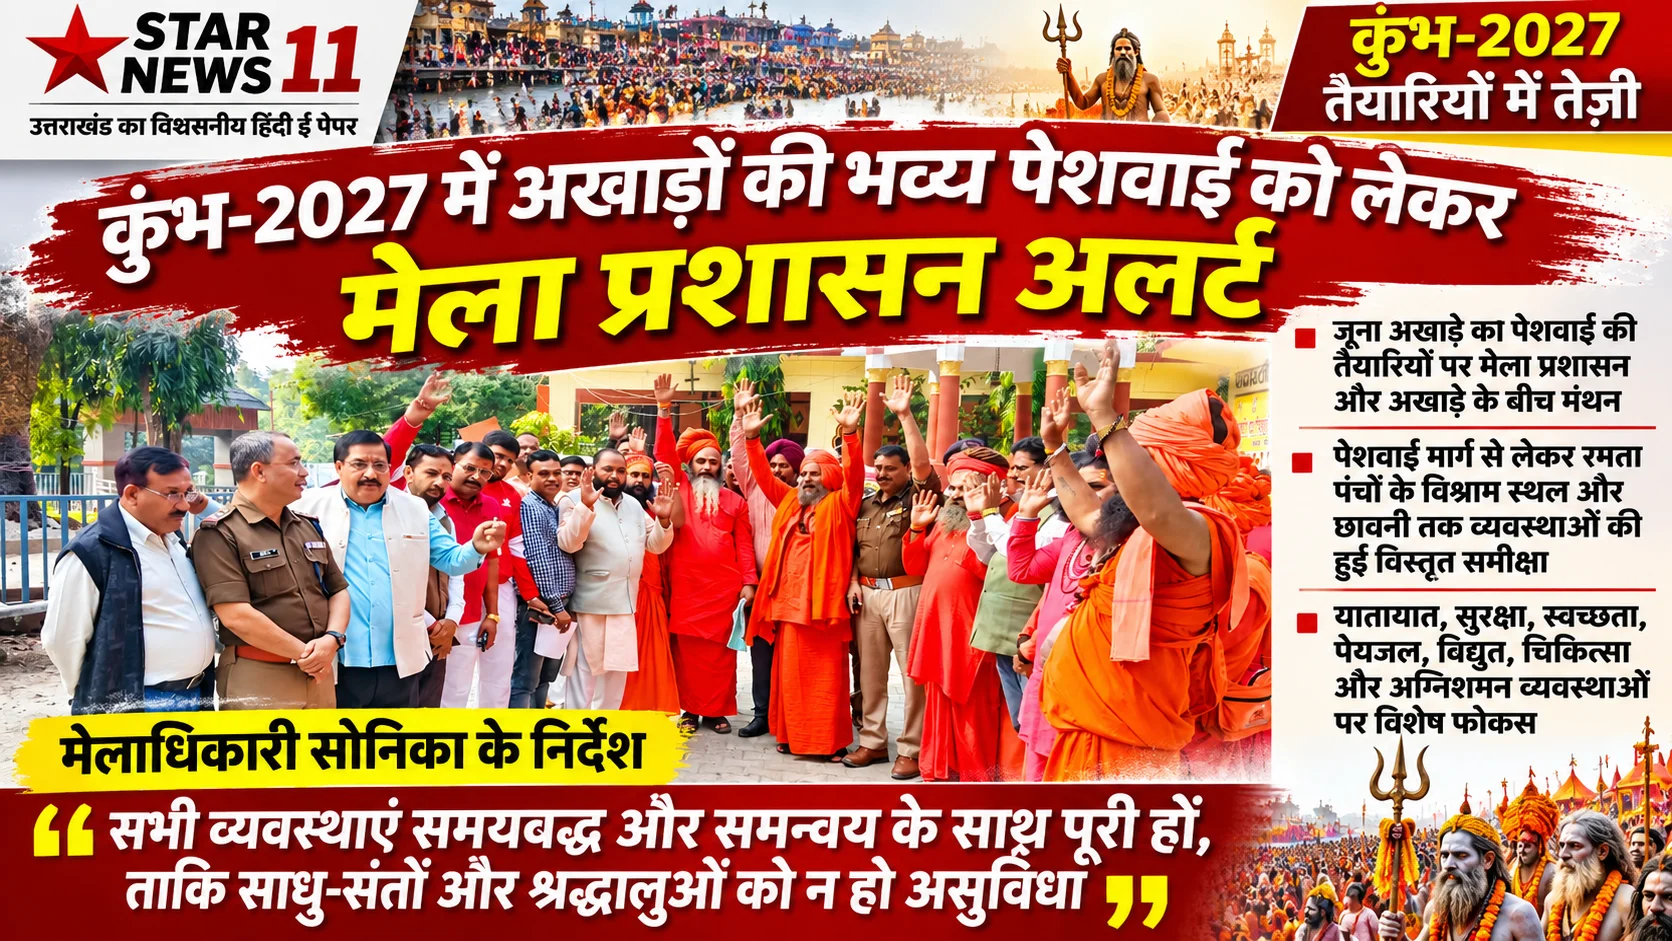 STAR
NEWS 11
उत्तराखंड का विश्वसनीय हिंदी ई पेपर
कुंभ-2027
तैयारियों में तेज़ी
कुंभ-2027 में अखाड़ों की भव्य पेशवाई को लेकर
मेला प्रशासन अलर्ट
जूना अखाड़े का पेशवाई की
तैयारियों पर मेला प्रशासन
और अखाड़े के बीच मंथन
पेशवाई मार्ग से लेकर रमता
पंचों के विश्राम स्थल और
छावनी तक व्यवस्थाओं की
हुई विस्तृत समीक्षा
यातायात, सुरक्षा, स्वच्छता,
पेयजल, विद्युत, चिकित्सा
और अग्निशमन व्यवस्थाओं
पर विशेष फोकस
मेलाधिकारी सोनिका के निर्देश
“सभी व्यवस्थाएं समयबद्ध और समन्वय के साथ पूरी हों,
ताकि साधु-संतों और श्रद्धालुओं को न हो असुविधा”